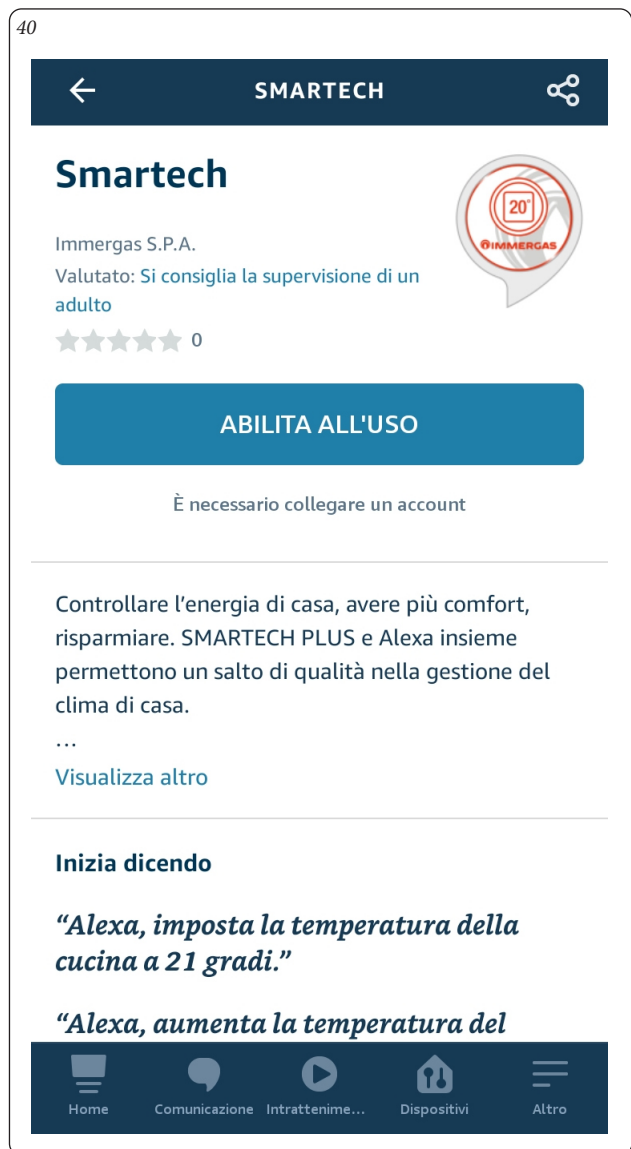 40
SMARTECH
Smartech
20°
IMMERGAS
Immergas S.P.A.
Valutato: Si consiglia la supervisione di un
adulto
0
ABILITA ALL'USO
È necessario collegare un account
Controllare l’energia di casa, avere più comfort,
risparmiare. SMARTECH PLUS e Alexa insieme
permettono un salto di qualità nella gestione del
clima di casa.
...
Visualizza altro
Inizia dicendo
“Alexa, imposta la temperatura della
cucina a 21 gradi.”
“Alexa, aumenta la temperatura del
Home Comunicazione Intrattenime... Dispositivi Altro